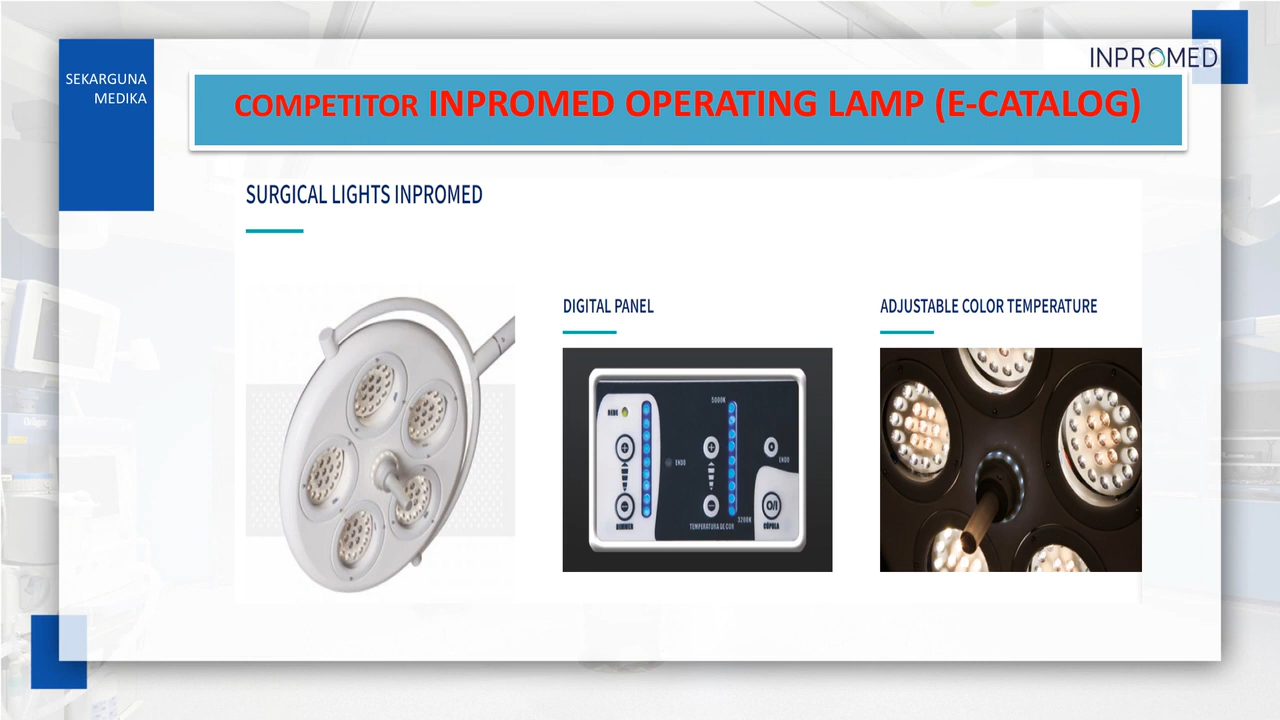 SEKARGUNA
MEDIKA
INPROMED
COMPETITOR INPROMED OPERATING LAMP (E-CATALOG)
SURGICAL LIGHTS INPROMED
DIGITAL PANEL
ADJUSTABLE COLOR TEMPERATURE
5000K
ENDO
ENDO
3200K
DIMMER
TEMPERATURA DE COR
O/I
CÚPULA